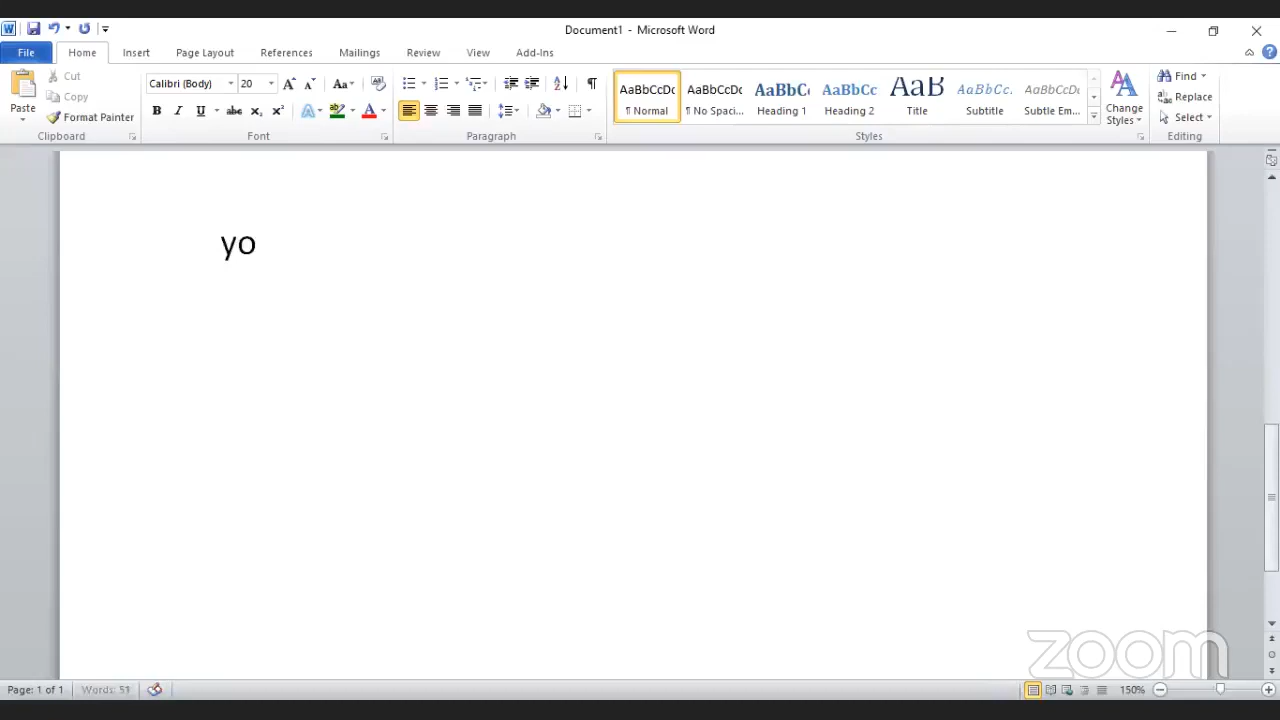 Document1 - Microsoft Word
File Home Insert Page Layout References Mailings Review View Add-Ins
Paste
Cut
Copy
Format Painter
Clipboard
Calibri (Body) 20
Font
Paragraph
AaBbCcDc AaBbCcDc AaBbCc AaBbCc AaB AaBbCc. AaBbCcDc
¶ Normal ¶ No Spaci... Heading 1 Heading 2 Title Subtitle Subtle Em...
Styles
Change Styles
Find
Replace
Select
Editing
yo
zoom
Page: 1 of 1 Words: 51 150%